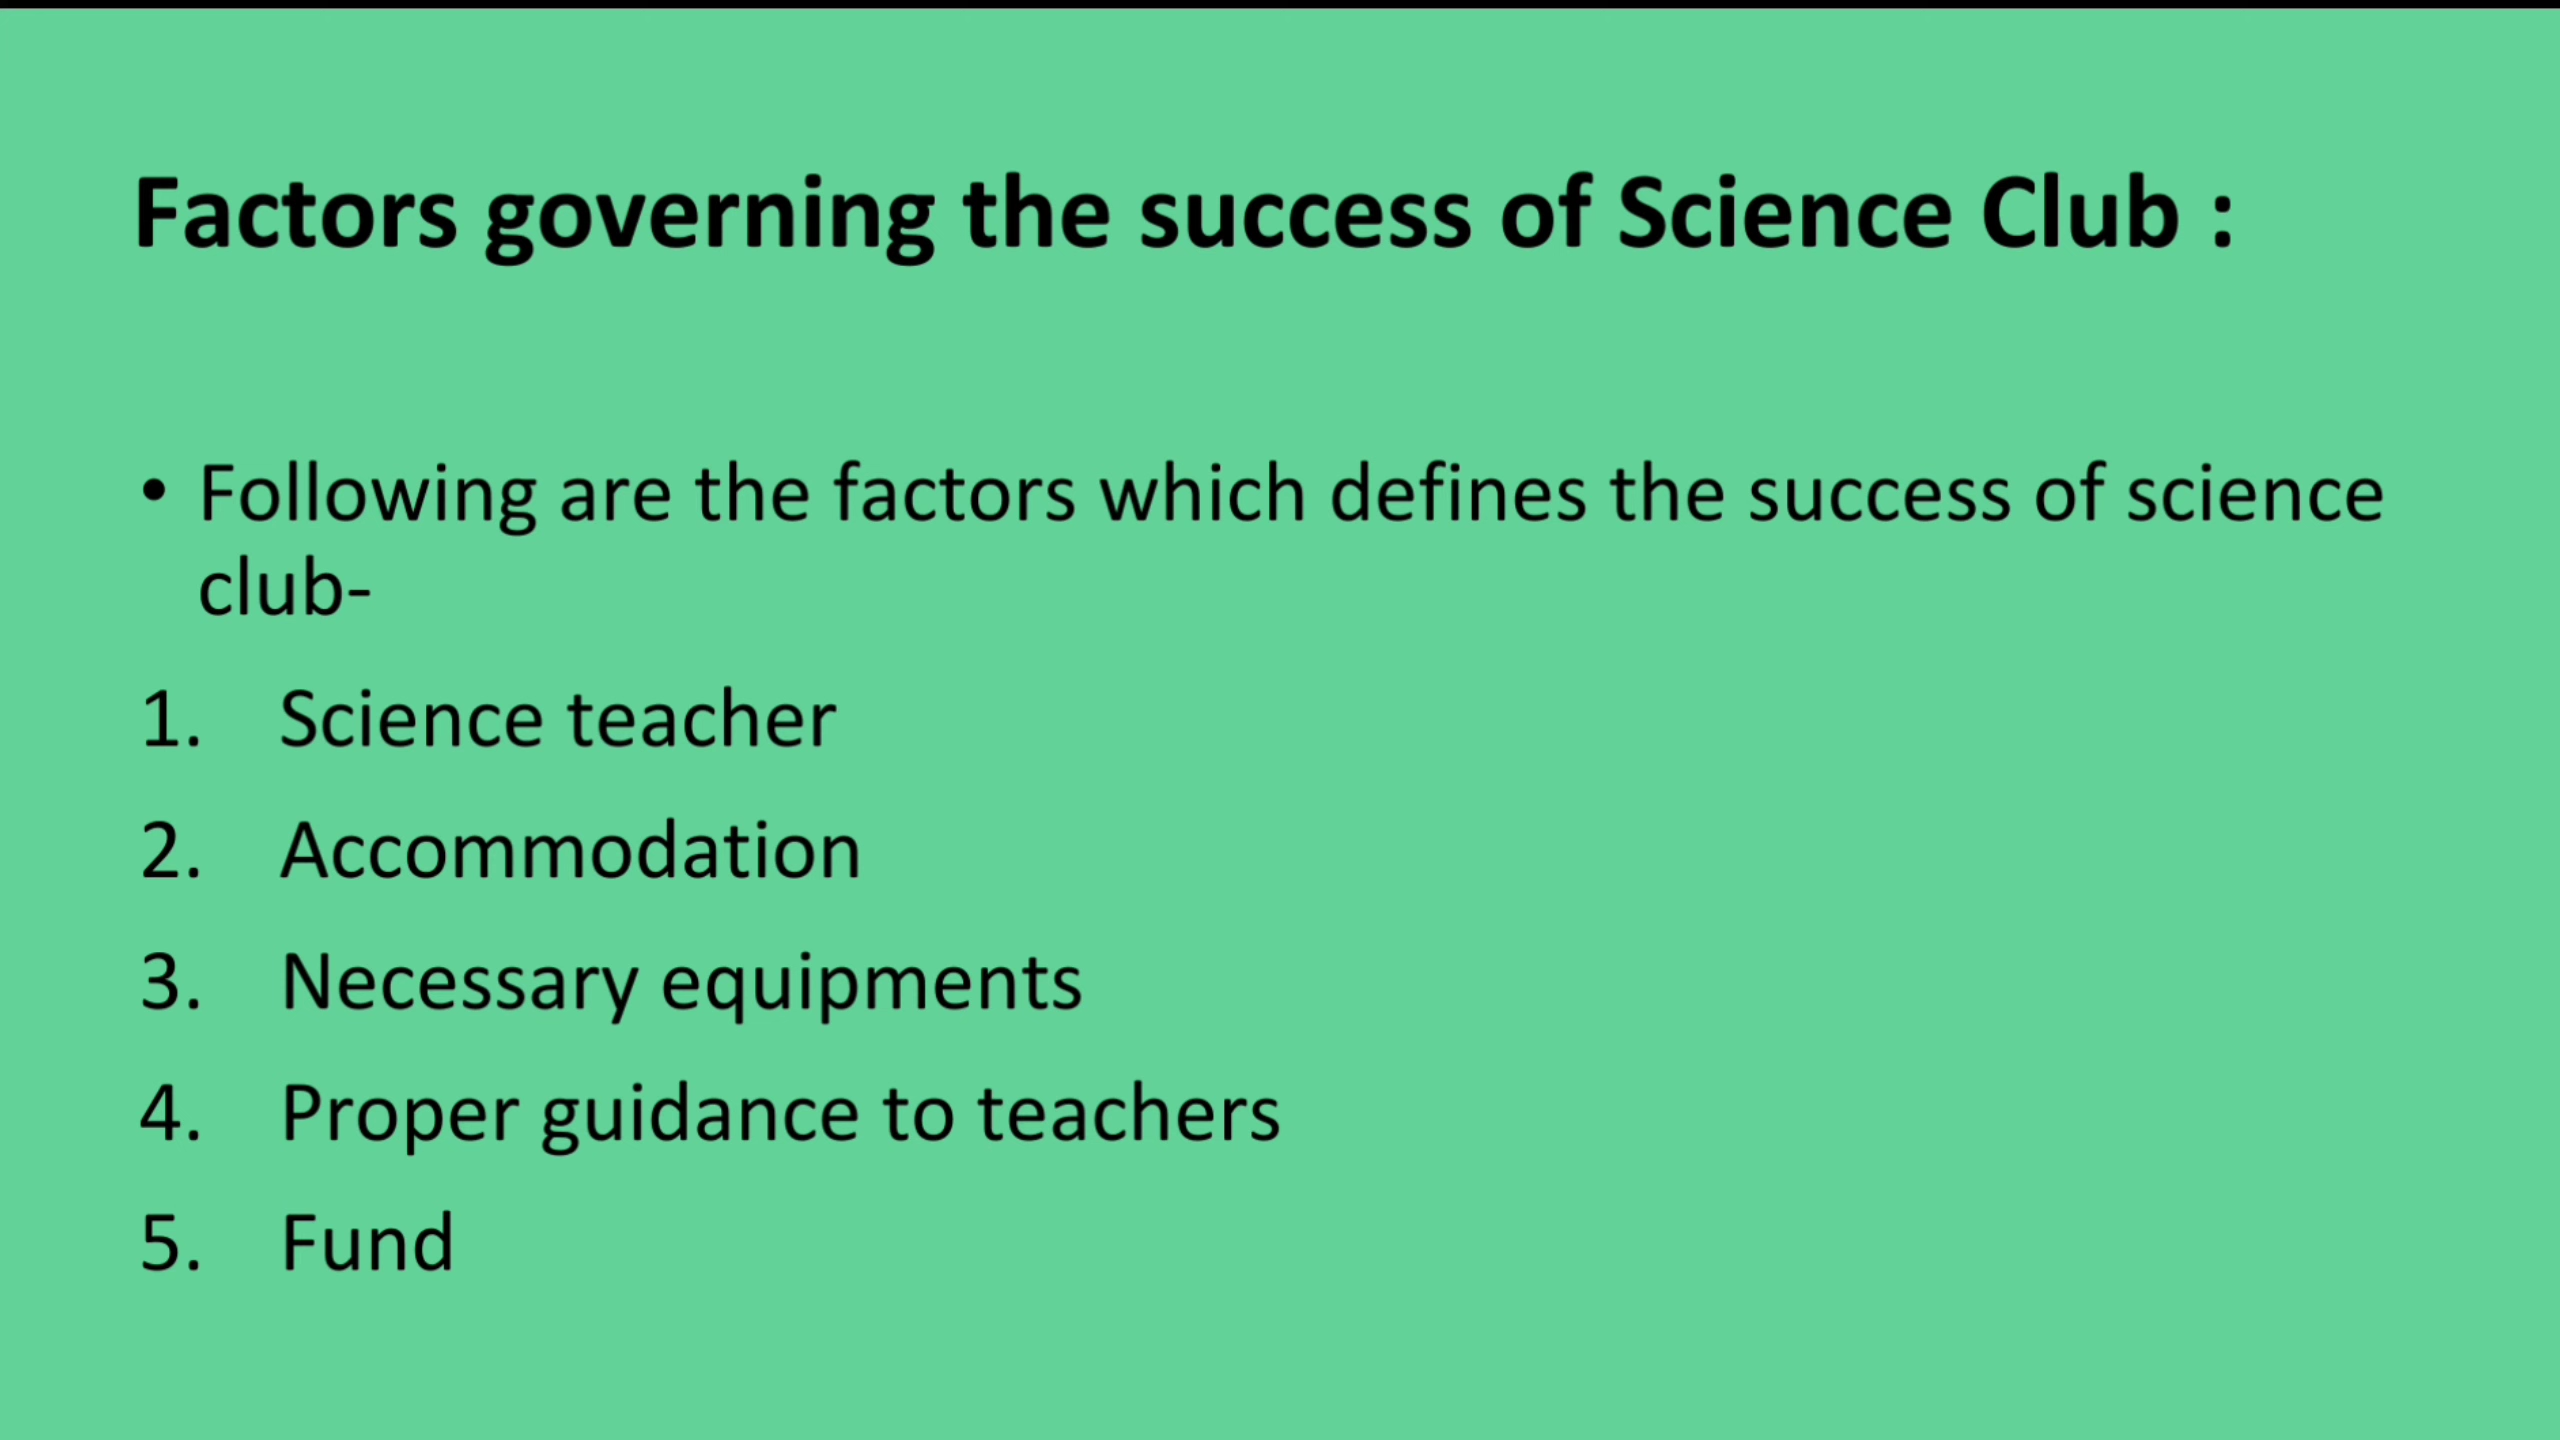 Factors governing the success of Science Club :
• Following are the factors which defines the success of science
club-
1. Science teacher
2. Accommodation
3. Necessary equipments
4. Proper guidance to teachers
5. Fund